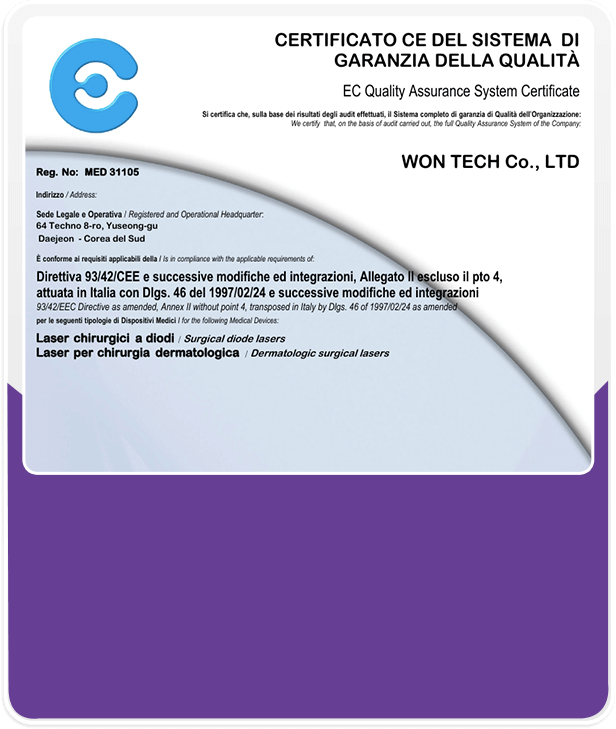 CERTIFICATO CE DEL SISTEMA DI
GARANZIA DELLA QUALITÀ
EC Quality Assurance System Certificate
Si certifica che, sulla base dei risultati degli audit effettuati, il Sistema completo di garanzia di Qualità dell'Organizzazione:
We certify that, on the basis of audit carried out, the full Quality Assurance System of the Company:
WON TECH Co., LTD
Reg. No: MED 31105
Indirizzo / Address:
Sede Legale e Operativa / Registered and Operational Headquarter:
64 Techno 8-ro, Yuseong-gu
Daejeon - Corea del Sud
È conforme ai requisiti applicabili della / Is in compliance with the applicable requirements of:
Direttiva 93/42/CEE e successive modifiche ed integrazioni, Allegato II escluso il pto 4,
attuata in Italia con Dlgs. 46 del 1997/02/24 e successive modifiche ed integrazioni
93/42/EEC Directive as amended, Annex II without point 4, transposed in Italy by Dlgs. 46 of 1997/02/24 as amended
per le seguenti tipologie di Dispositivi Medici / for the following Medical Devices:
Laser chirurgici a diodi / Surgical diode lasers
Laser per chirurgia dermatologica / Dermatologic surgical lasers